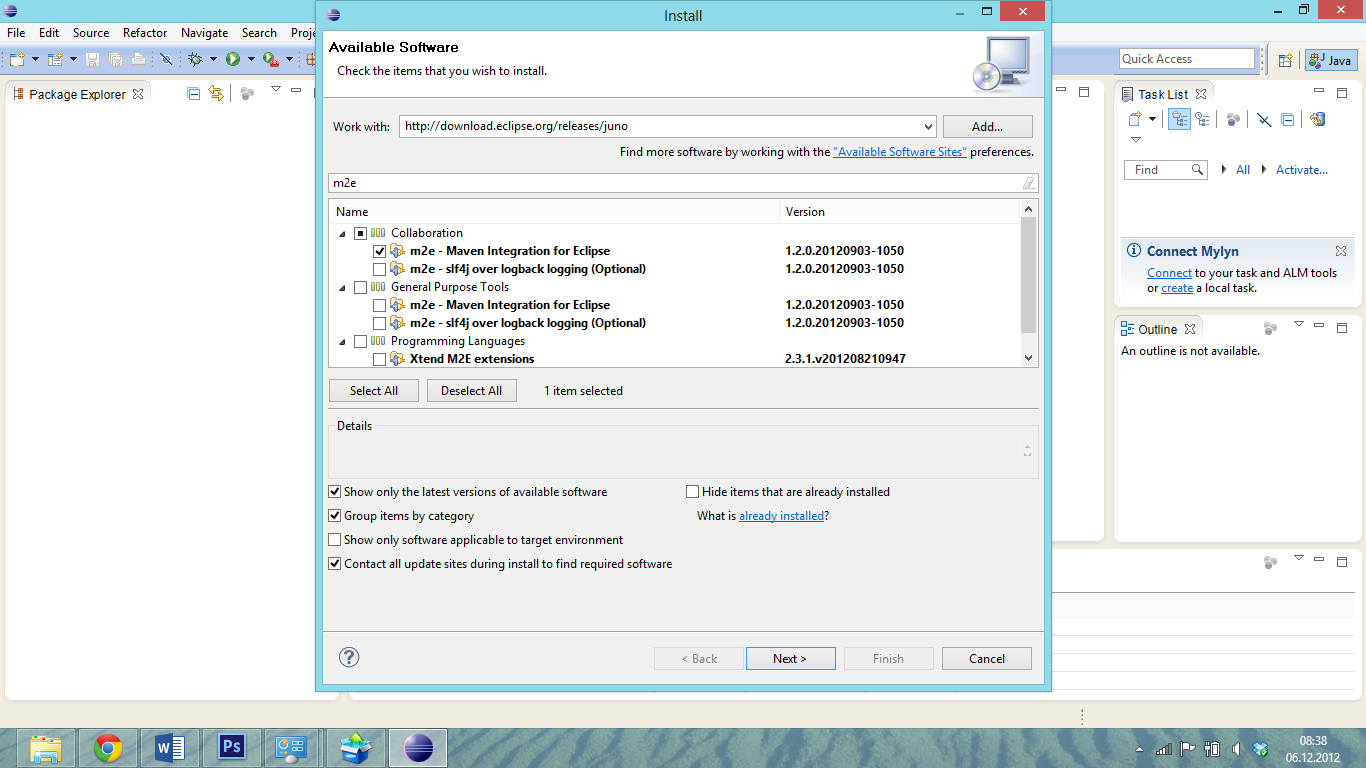 Install
File Edit Source Refactor Navigate Search Proje
Quick Access
Java
Package Explorer
Available Software
Check the items that you wish to install.
Work with: http://download.eclipse.org/releases/juno Add...
Find more software by working with the "Available Software Sites" preferences.
m2e
Name Version
Collaboration
m2e - Maven Integration for Eclipse 1.2.0.20120903-1050
m2e - slf4j over logback logging (Optional) 1.2.0.20120903-1050
General Purpose Tools
m2e - Maven Integration for Eclipse 1.2.0.20120903-1050
m2e - slf4j over logback logging (Optional) 1.2.0.20120903-1050
Programming Languages
Xtend M2E extensions 2.3.1.v201208210947
Select All Deselect All 1 item selected
Details
Show only the latest versions of available software
Hide items that are already installed
Group items by category
What is already installed?
Show only software applicable to target environment
Contact all update sites during install to find required software
? < Back Next > Finish Cancel
Task List
Find All Activate...
Connect Mylyn
Connect to your task and ALM tools
or create a local task.
Outline
An outline is not available.
W Ps
08:38
06.12.2012